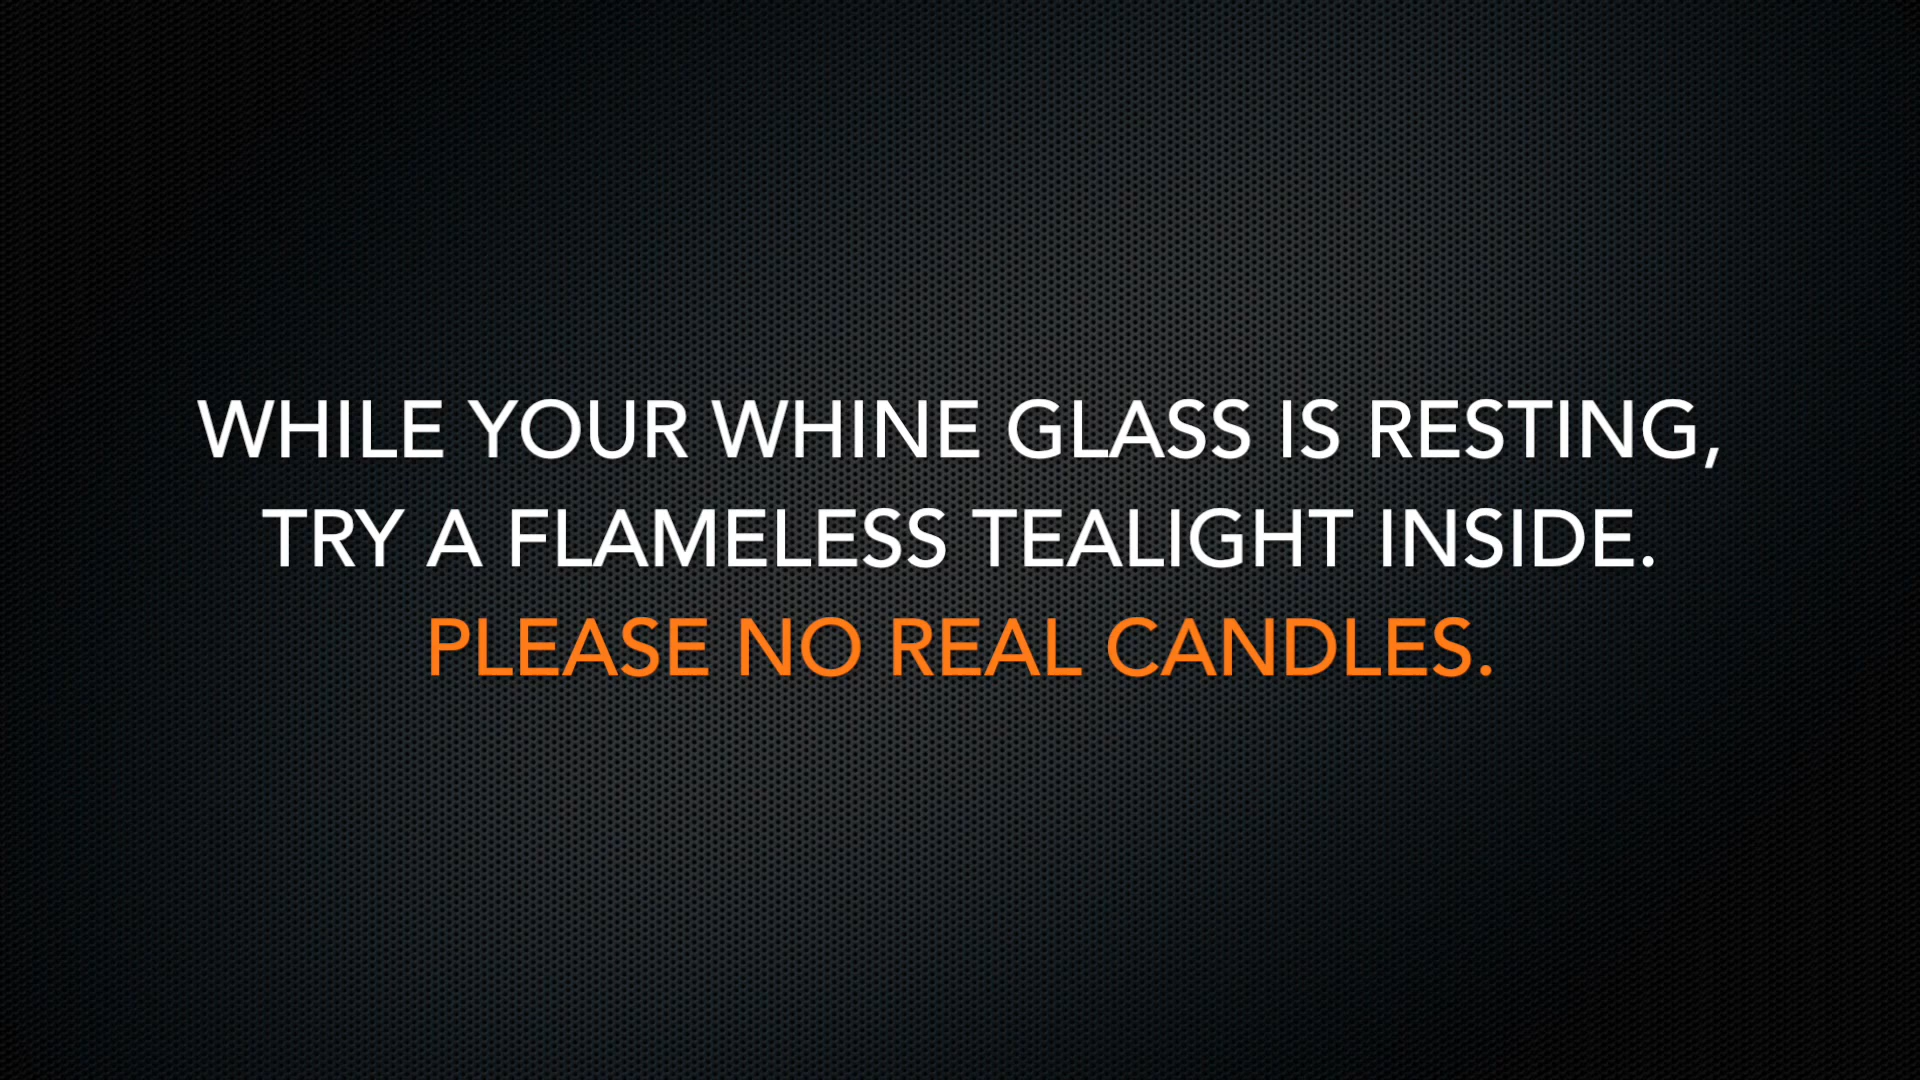 WHILE YOUR WHINE GLASS IS RESTING,
TRY A FLAMELESS TEALIGHT INSIDE.
PLEASE NO REAL CANDLES.